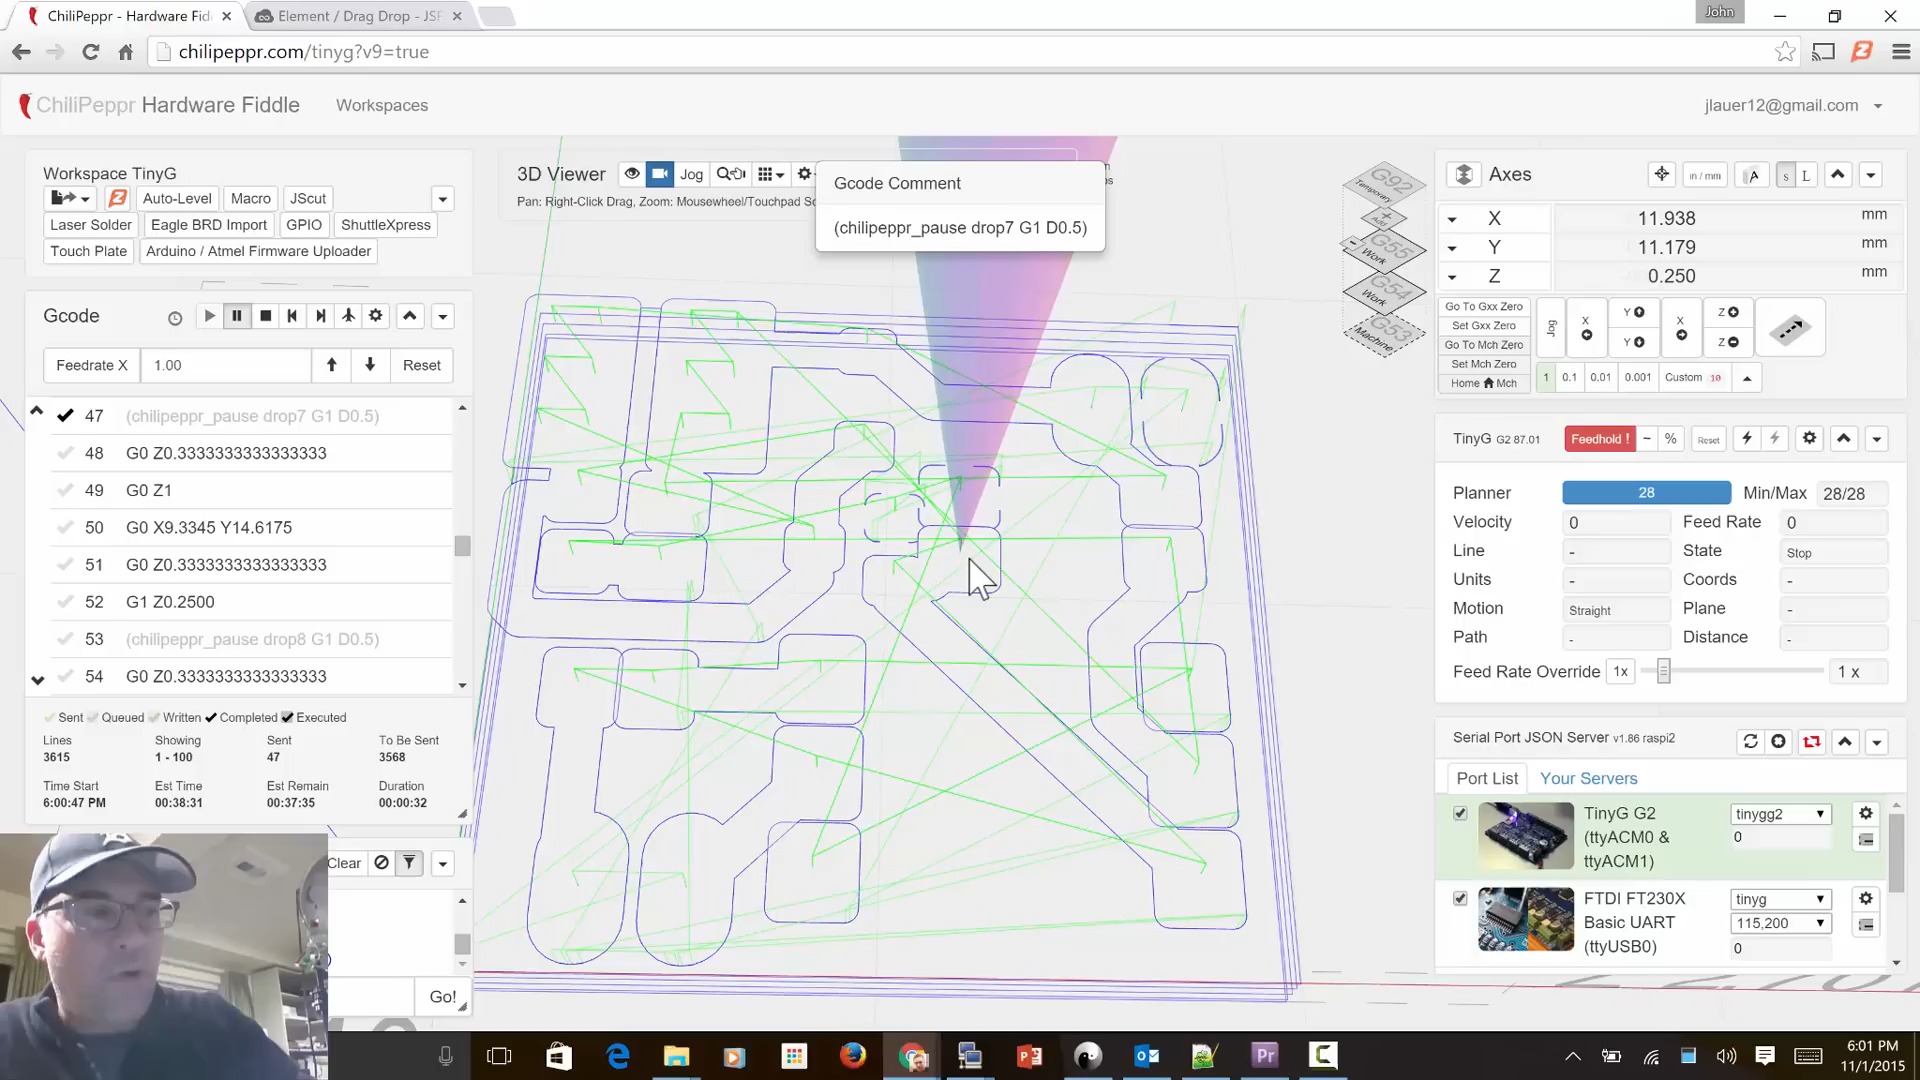 ChiliPeppr - Hardware Fidd
Element / Drag Drop - JSF
John
chilipeppr.com/tinyg?v9=true
ChiliPeppr Hardware Fiddle
Workspaces
jlauer12@gmail.com
Workspace TinyG
Auto-Level
Macro
JScut
Laser Solder
Eagle BRD Import
GPIO
ShuttleXpress
Touch Plate
Arduino / Atmel Firmware Uploader
3D Viewer
Jog
Pan: Right-Click Drag, Zoom: Mousewheel/Touchpad Sc
Gcode Comment
(chilipeppr_pause drop7 G1 D0.5)
G92
Temporary
Add
G55
Work
G54
Work
G53
Machine
Axes
in / mm
s
L
X
11.938
mm
Y
11.179
mm
Z
0.250
mm
Go To Gxx Zero
Set Gxx Zero
Go To Mch Zero
Set Mch Zero
Home Mch
Jog
X
Y
Y
X
Z
Z
1
0.1
0.01
0.001
Custom 10
Gcode
Feedrate X
1.00
Reset
47
(chilipeppr_pause drop7 G1 D0.5)
48
G0 Z0.3333333333333333
49
G0 Z1
50
G0 X9.3345 Y14.6175
51
G0 Z0.3333333333333333
52
G1 Z0.2500
53
(chilipeppr_pause drop8 G1 D0.5)
54
G0 Z0.3333333333333333
Sent
Queued
Written
Completed
Executed
Lines
Showing
Sent
To Be Sent
3615
1 - 100
47
3568
Time Start
Est Time
Est Remain
Duration
6:00:47 PM
00:38:31
00:37:35
00:00:32
Clear
Go!
TinyG G2 87.01
Feedhold !
~
%
Reset
Planner
28
Min/Max
28/28
Velocity
0
Feed Rate
0
Line
-
State
Stop
Units
-
Coords
-
Motion
Straight
Plane
-
Path
-
Distance
-
Feed Rate Override
1x
1 x
Serial Port JSON Server v1.86 raspi2
Port List
Your Servers
TinyG G2
(ttyACM0 &
ttyACM1)
tinygg2
0
FTDI FT230X
Basic UART
(ttyUSB0)
tinyg
115,200
0
6:01 PM
11/1/2015